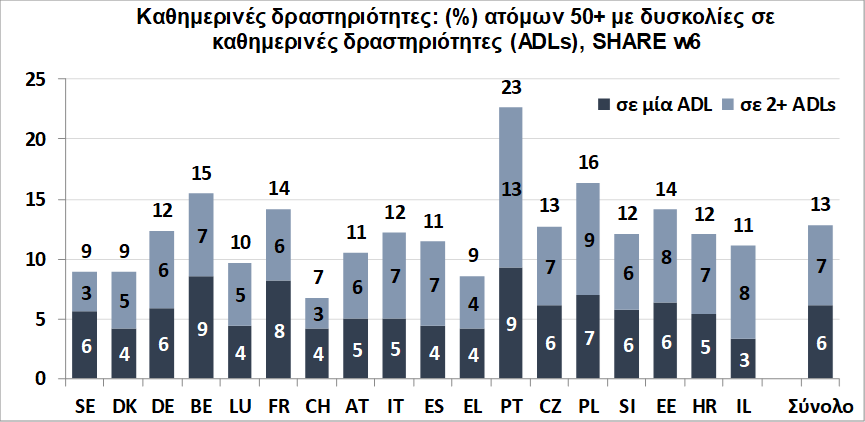 Καθημερινές δραστηριότητες: (%) ατόμων 50+ με δυσκολίες σε
καθημερινές δραστηριότητες (ADLs), SHARE w6
25
20
15
10
5
0
σε μία ADL
σε 2+ ADLs
9 9 12 15 10 14 7 11 12 11 9 23 13 16 12 14 12 11 13
3 5 6 7 5 6 3 6 7 7 4 13 7 9 6 8 7 8 7
6 4 6 9 4 8 4 5 5 4 4 9 6 7 6 6 5 3 6
SE DK DE BE LU FR CH AT IT ES EL PT CZ PL SI EE HR IL Σύνολο